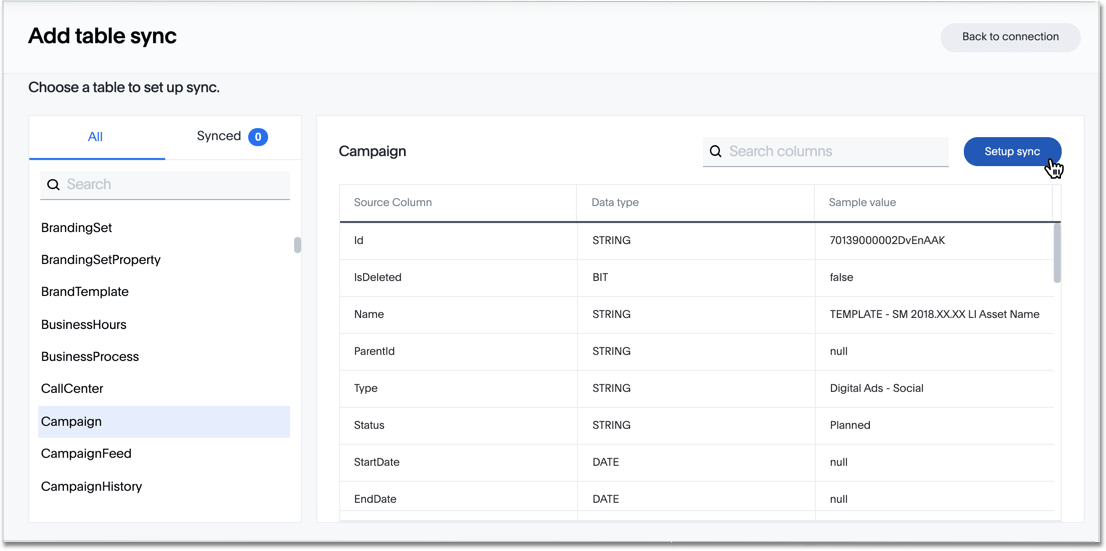 Add table sync
Back to connection
Choose a table to set up sync.
All
Synced 0
Search
BrandingSet
BrandingSetProperty
BrandTemplate
BusinessHours
BusinessProcess
CallCenter
Campaign
CampaignFeed
CampaignHistory
Campaign
Search columns
Setup sync
Source Column Data type Sample value
Id STRING 70139000002DvEnAAK
IsDeleted BIT false
Name STRING TEMPLATE - SM 2018.XX.XX LI Asset Name
ParentId STRING null
Type STRING Digital Ads - Social
Status STRING Planned
StartDate DATE null
EndDate DATE null